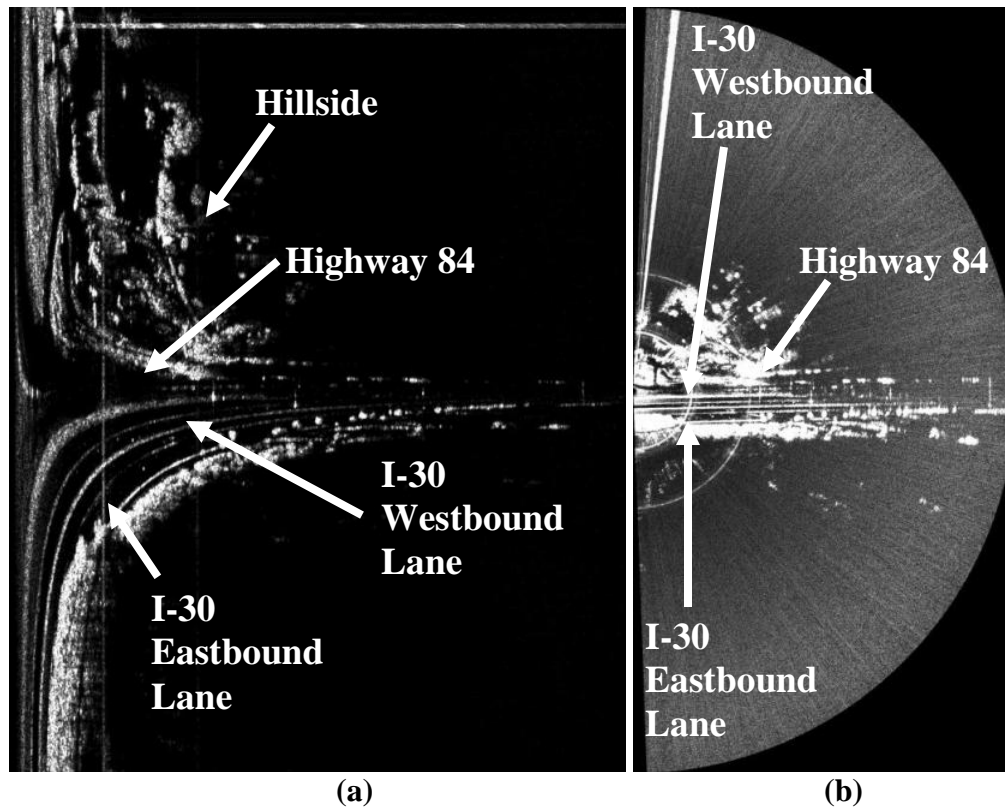 Hillside
Highway 84
I-30
Westbound
Lane
I-30
Eastbound
Lane
(a)
I-30
Westbound
Lane
Highway 84
I-30
Eastbound
Lane
(b)